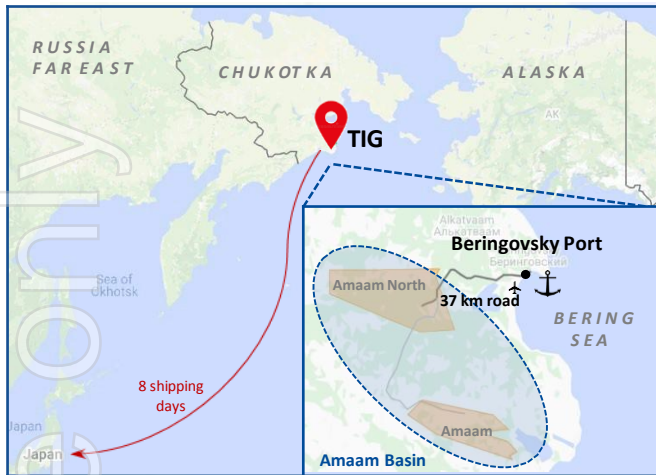 RUSSIA
FAR EAST
CHUKOTKA
ALASKA
AK
TIG
Sea of
Okhotsk
8 shipping
days
Japan
Japan
only
Alkatvaam
Алькатваам
Beringovsky Port
Беринговский
Amaam North
37 km road
BERING
SEA
Amaam
Amaam Basin